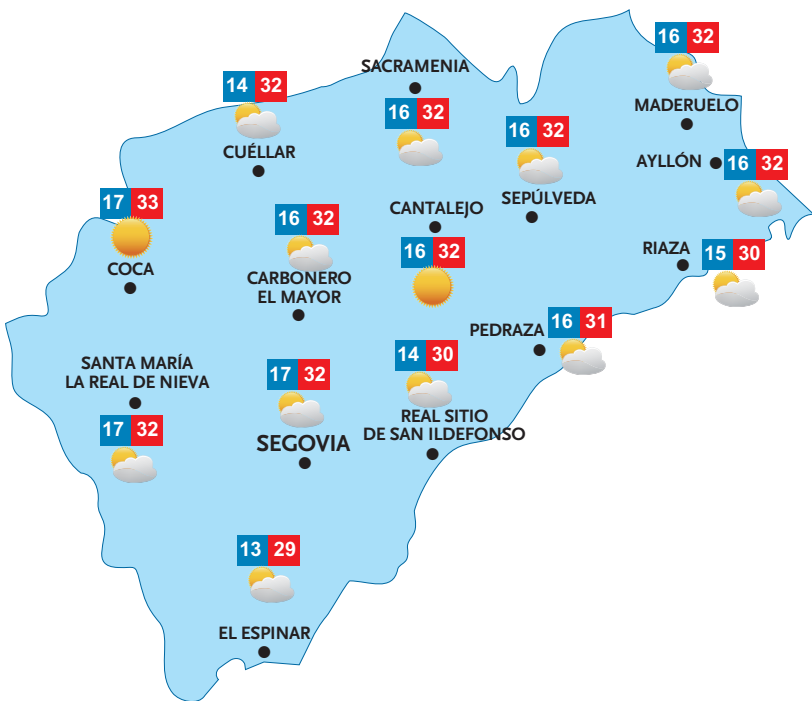 16 32
MADERUELO
SACRAMENIA
16 32
14 32
CUÉLLAR
16 32
SEPÚLVEDA
AYLLÓN
16 32
17 33
COCA
16 32
CARBONERO
EL MAYOR
CANTALEJO
16 32
RIAZA
15 30
PEDRAZA
16 31
SANTA MARÍA
LA REAL DE NIEVA
17 32
17 32
SEGOVIA
14 30
REAL SITIO
DE SAN ILDEFONSO
13 29
EL ESPINAR